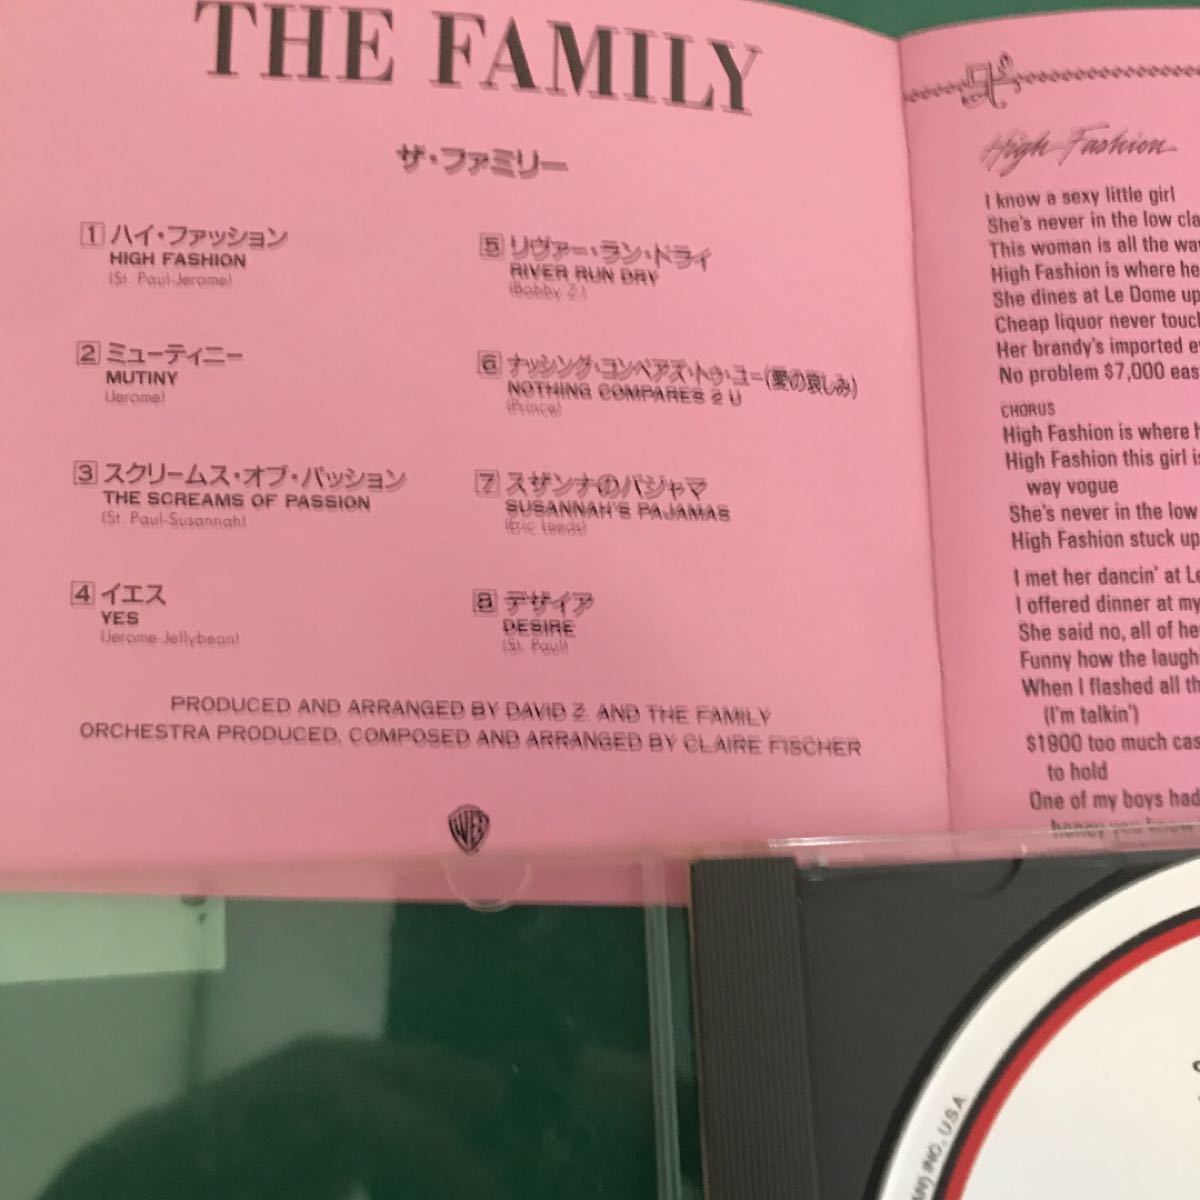 THE FAMILY
ザ・ファミリー
1 ハイ・ファッション
HIGH FASHION
(St. Paul-Jerome)
2 ミューティニー
MUTINY
(Jerome)
3 スクリームス・オブ・パッション
THE SCREAMS OF PASSION
(St. Paul-Susannah)
4 イエス
YES
(Jerome-Jellybean)
5 リヴァー・ラン・ドライ
RIVER RUN DRY
(Bobby Z.)
6 ナッシング・コンペアズ・トゥ・ユー(愛の哀しみ)
NOTHING COMPARES 2 U
(Prince)
7 スザンナのパジャマ
SUSANNAH'S PAJAMAS
(Eric Leeds)
8 デザイア
DESIRE
(St. Paul)
PRODUCED AND ARRANGED BY DAVID Z. AND THE FAMILY
ORCHESTRA PRODUCED, COMPOSED AND ARRANGED BY CLAIRE FISCHER
WB
High Fashion
I know a sexy little girl
She's never in the low cla
This woman is all the way
High Fashion is where he
She dines at Le Dome up
Cheap liquor never touc
Her brandy's imported e
No problem $7,000 eas
CHORUS
High Fashion is where h
High Fashion this girl is
way vogue
She's never in the low
High Fashion stuck up
I met her dancin' at Le
I offered dinner at my
She said no, all of he
Funny how the laugh
When I flashed all th
(I'm talkin')
$1800 too much cas
to hold
One of my boys had
honey you know
INC., U.S.A.